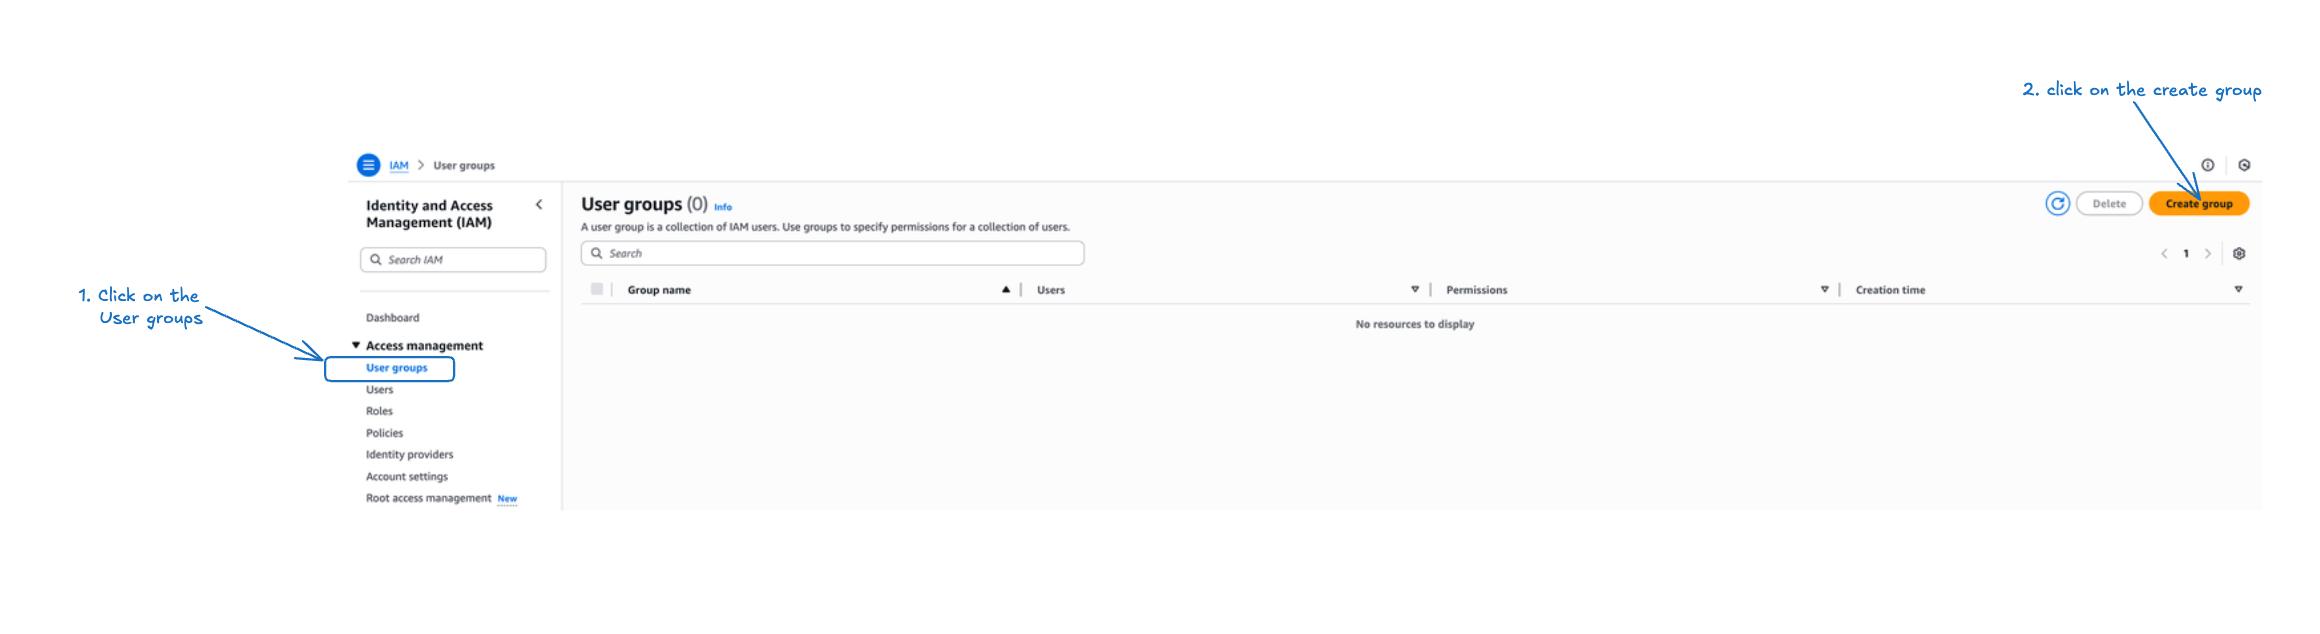 2. click on the create group
IAM > User groups
Identity and Access
Management (IAM)
Search IAM
1. Click on the
User groups
Dashboard
Access management
User groups
Users
Roles
Policies
Identity providers
Account settings
Root access management New
User groups (0) Info
A user group is a collection of IAM users. Use groups to specify permissions for a collection of users.
Delete
Create group
Search
1
Group name
Users
Permissions
Creation time
No resources to display